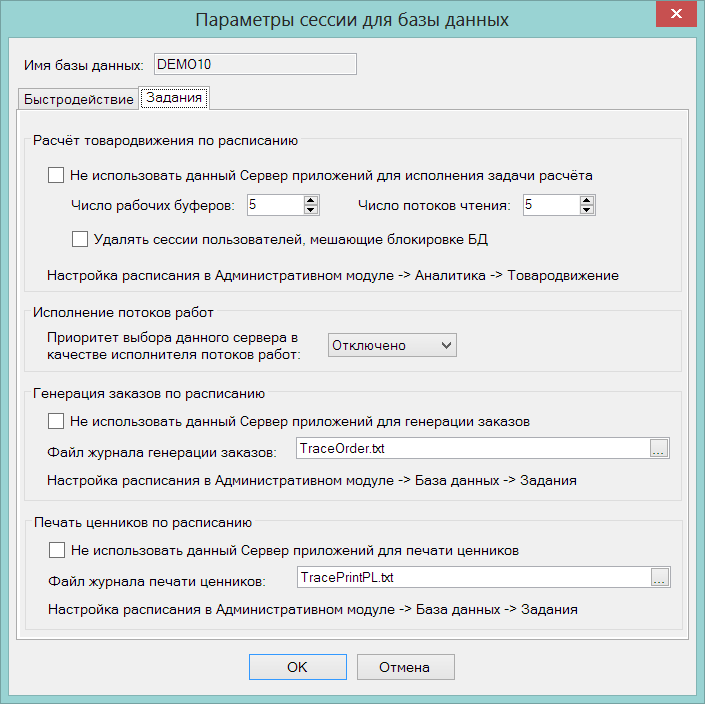 Параметры сессии для базы данных
Имя базы данных: DEMO10
Быстродействие Задания
Расчёт товародвижения по расписанию
Не использовать данный Сервер приложений для исполнения задачи расчёта
Число рабочих буферов: 5 Число потоков чтения: 5
Удалять сессии пользователей, мешающие блокировке БД
Настройка расписания в Административном модуле -> Аналитика -> Товародвижение
Исполнение потоков работ
Приоритет выбора данного сервера в
качестве исполнителя потоков работ: Отключено
Генерация заказов по расписанию
Не использовать данный Сервер приложений для генерации заказов
Файл журнала генерации заказов: TraceOrder.txt ...
Настройка расписания в Административном модуле -> База данных -> Задания
Печать ценников по расписанию
Не использовать данный Сервер приложений для печати ценников
Файл журнала печати ценников: TracePrintPL.txt ...
Настройка расписания в Административном модуле -> База данных -> Задания
OK Отмена